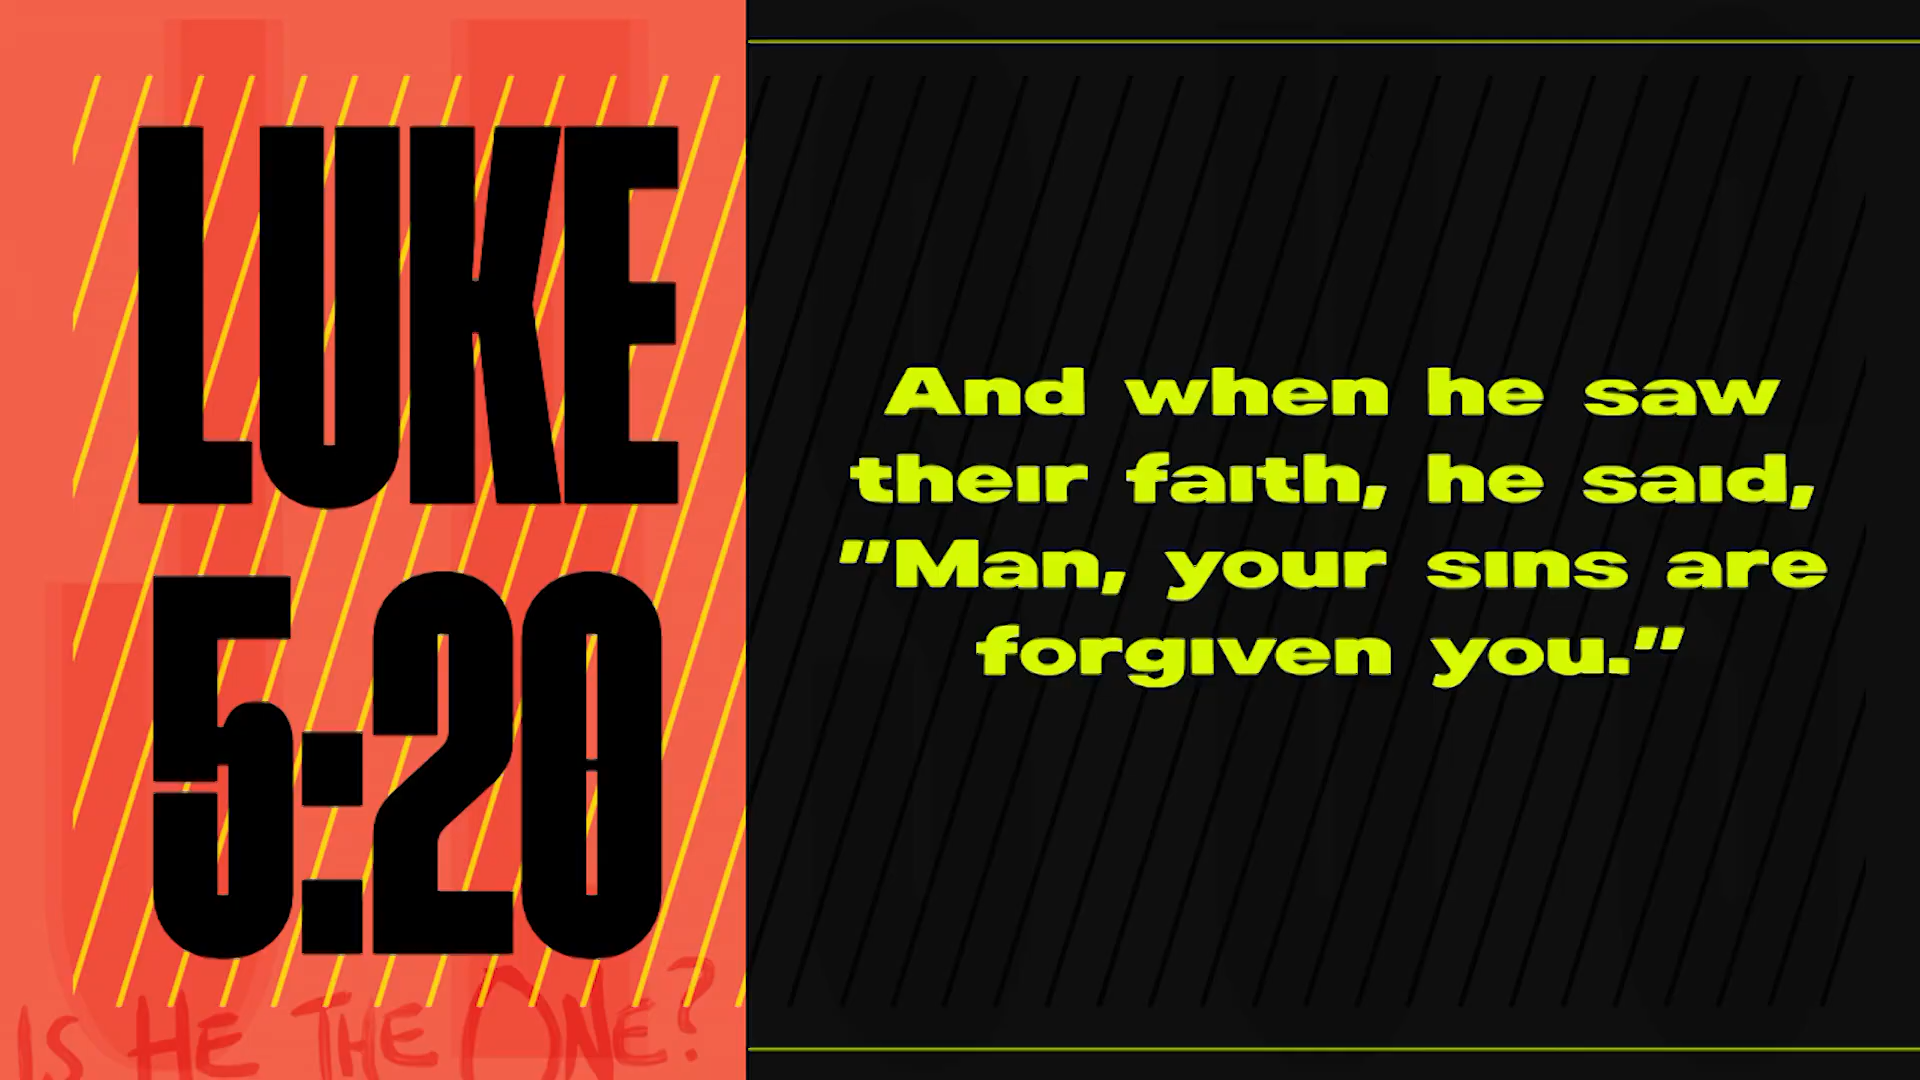 LUKE
5:20
IS HE THE ONE?
And when he saw
their faith, he said,
"Man, your sins are
forgiven you."